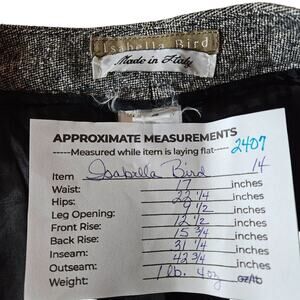 Isabella Bird
Made in Italy
APPROXIMATE MEASUREMENTS
-----Measured while item is laying flat----- 2407
Item Isabella Bird 14
Waist: 17 inches
Hips: 21 1/4 inches
Leg Opening: 9 1/2 inches
Front Rise: 12 1/2 inches
Back Rise: 15 3/4 inches
Inseam: 31 1/4 inches
Outseam: 42 3/4 inches
Weight: 1 lb. 4oz oz/lb